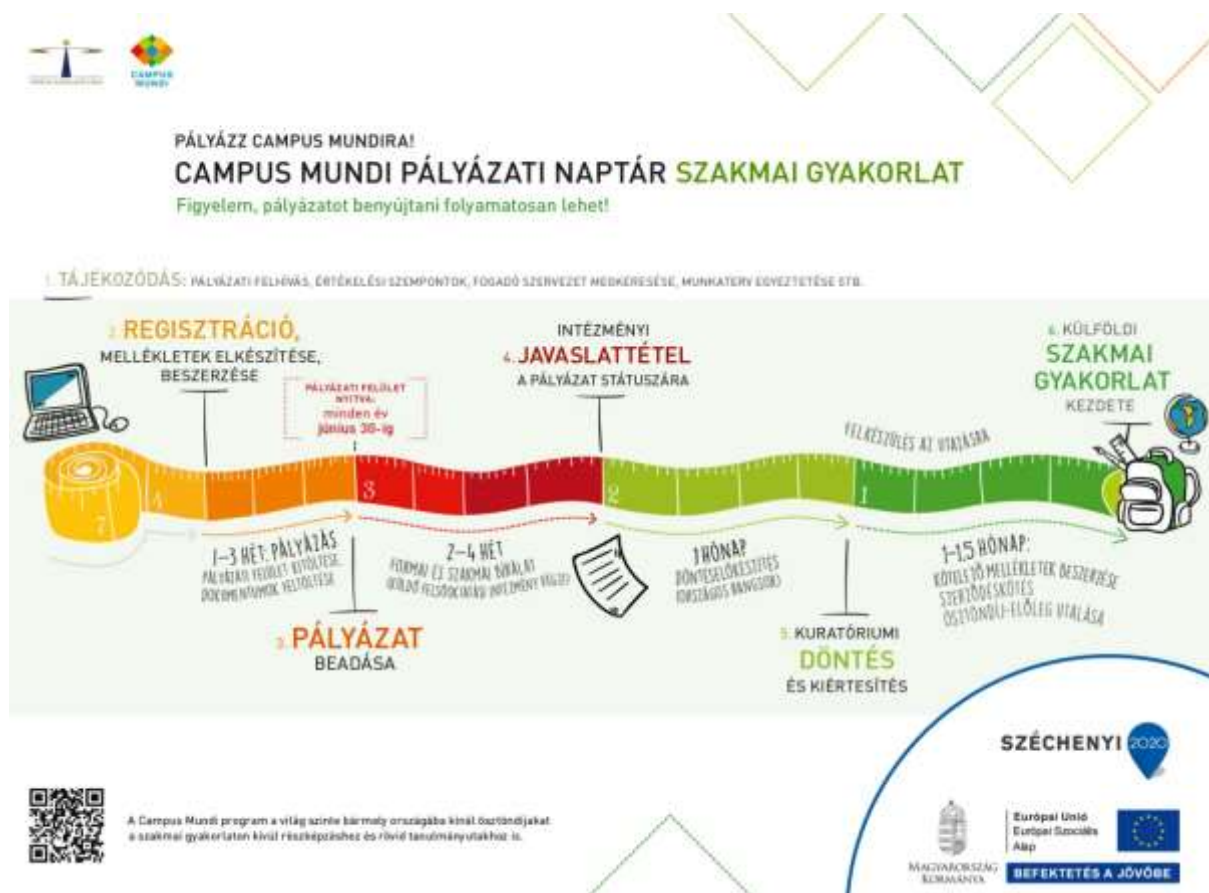 CAMPUS
MUNDI
PÁLYÁZZ CAMPUS MUNDIRA!
CAMPUS MUNDI PÁLYÁZATI NAPTÁR SZAKMAI GYAKORLAT
Figyelem, pályázatot benyújtani folyamatosan lehet!
1. TÁJÉKOZÓDÁS: PÁLYÁZATI FELHÍVÁS, ÉRTÉKELÉSI SZEMPONTOK, FOGADÓ SZERVEZET MEGKERESÉSE, MUNKATERV EGYEZTETÉSE STB.
2. REGISZTRÁCIÓ,
MELLÉKLETEK ELKÉSZÍTÉSE,
BESZERZÉSE
PÁLYÁZATI FELÜLET
NYITVA:
minden év
június 30-ig
INTÉZMÉNYI
4. JAVASLATTÉTEL
A PÁLYÁZAT STÁTUSZÁRA
6. KÜLFÖLDI
SZAKMAI
GYAKORLAT
KEZDETE
FELKÉSZÜLÉS AZ UTAZÁSRA
7
3
2
1
1–3 HÉT: PÁLYÁZÁS
PÁLYÁZATI FELÜLET KITÖLTÉSE,
DOKUMENTUMOK FELTÖLTÉSE
2–4 HÉT
FORMAI ÉS SZAKMAI BÍRÁLAT
(KÜLDŐ FELSŐOKTATÁSI INTÉZMÉNY VÉGZI)
1 HÓNAP
DÖNTÉSELŐKÉSZÍTÉS
(ORSZÁGOS RANGSOR)
1–1,5 HÓNAP:
KÖTELEZŐ MELLÉKLETEK BESZERZÉSE
SZERZŐDÉSKÖTÉS
ÖSZTÖNDÍJ-ELŐLEG UTALÁSA
3. PÁLYÁZAT
BEADÁSA
5. KURATÓRIUMI
DÖNTÉS
ÉS KIÉRTESÍTÉS
SZÉCHENYI 2020
A Campus Mundi program a világ szinte bármely országába kínál ösztöndíjakat
a szakmai gyakorlaton kívül részképzéshez és rövid tanulmányutakhoz is.
MAGYARORSZÁG
KORMÁNYA
Európai Unió
Európai Szociális
Alap
BEFEKTETÉS A JÖVŐBE